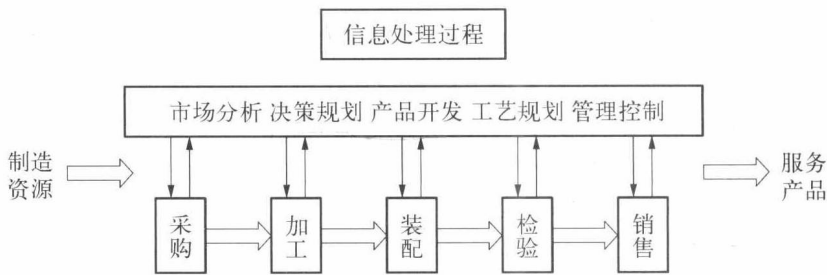 信息处理过程
市场分析 决策规划 产品开发 工艺规划 管理控制
制造
资源
服务
产品
采购
加工
装配
检验
销售